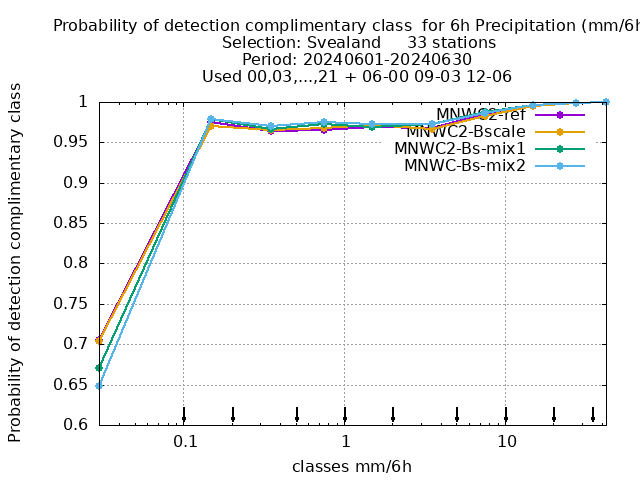 Probability of detection complimentary class  for 6h Precipitation (mm/6h
Selection: Svealand     33 stations
Period: 20240601-20240630
Used 00,03,...,21 + 06-00 09-03 12-06
Probability of detection complimentary class
1
0.95
0.9
0.85
0.8
0.75
0.7
0.65
0.6
MNWC2-ref
MNWC2-Bscale
MNWC2-Bs-mix1
MNWC-Bs-mix2
0.1
1
10
classes mm/6h